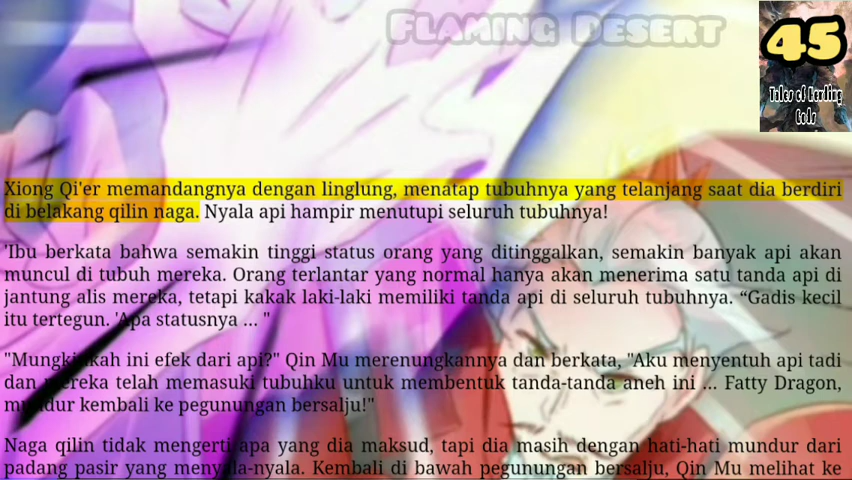 FLAMING DESERT
45
Tales of Herding
Gods
Xiong Qi'er memandangnya dengan linglung, menatap tubuhnya yang telanjang saat dia berdiri
di belakang qilin naga. Nyala api hampir menutupi seluruh tubuhnya!
'Ibu berkata bahwa semakin tinggi status orang yang ditinggalkan, semakin banyak api akan
muncul di tubuh mereka. Orang terlantar yang normal hanya akan menerima satu tanda api di
jantung alis mereka, tetapi kakak laki-laki memiliki tanda api di seluruh tubuhnya. “Gadis kecil
itu tertegun. 'Apa statusnya ... "
"Mungkinkah ini efek dari api?" Qin Mu merenungkannya dan berkata, "Aku menyentuh api tadi
dan mereka telah memasuki tubuhku untuk membentuk tanda-tanda aneh ini ... Fatty Dragon,
mundur kembali ke pegunungan bersalju!"
Naga qilin tidak mengerti apa yang dia maksud, tapi dia masih dengan hati-hati mundur dari
padang pasir yang menyala-nyala. Kembali di bawah pegunungan bersalju, Qin Mu melihat ke